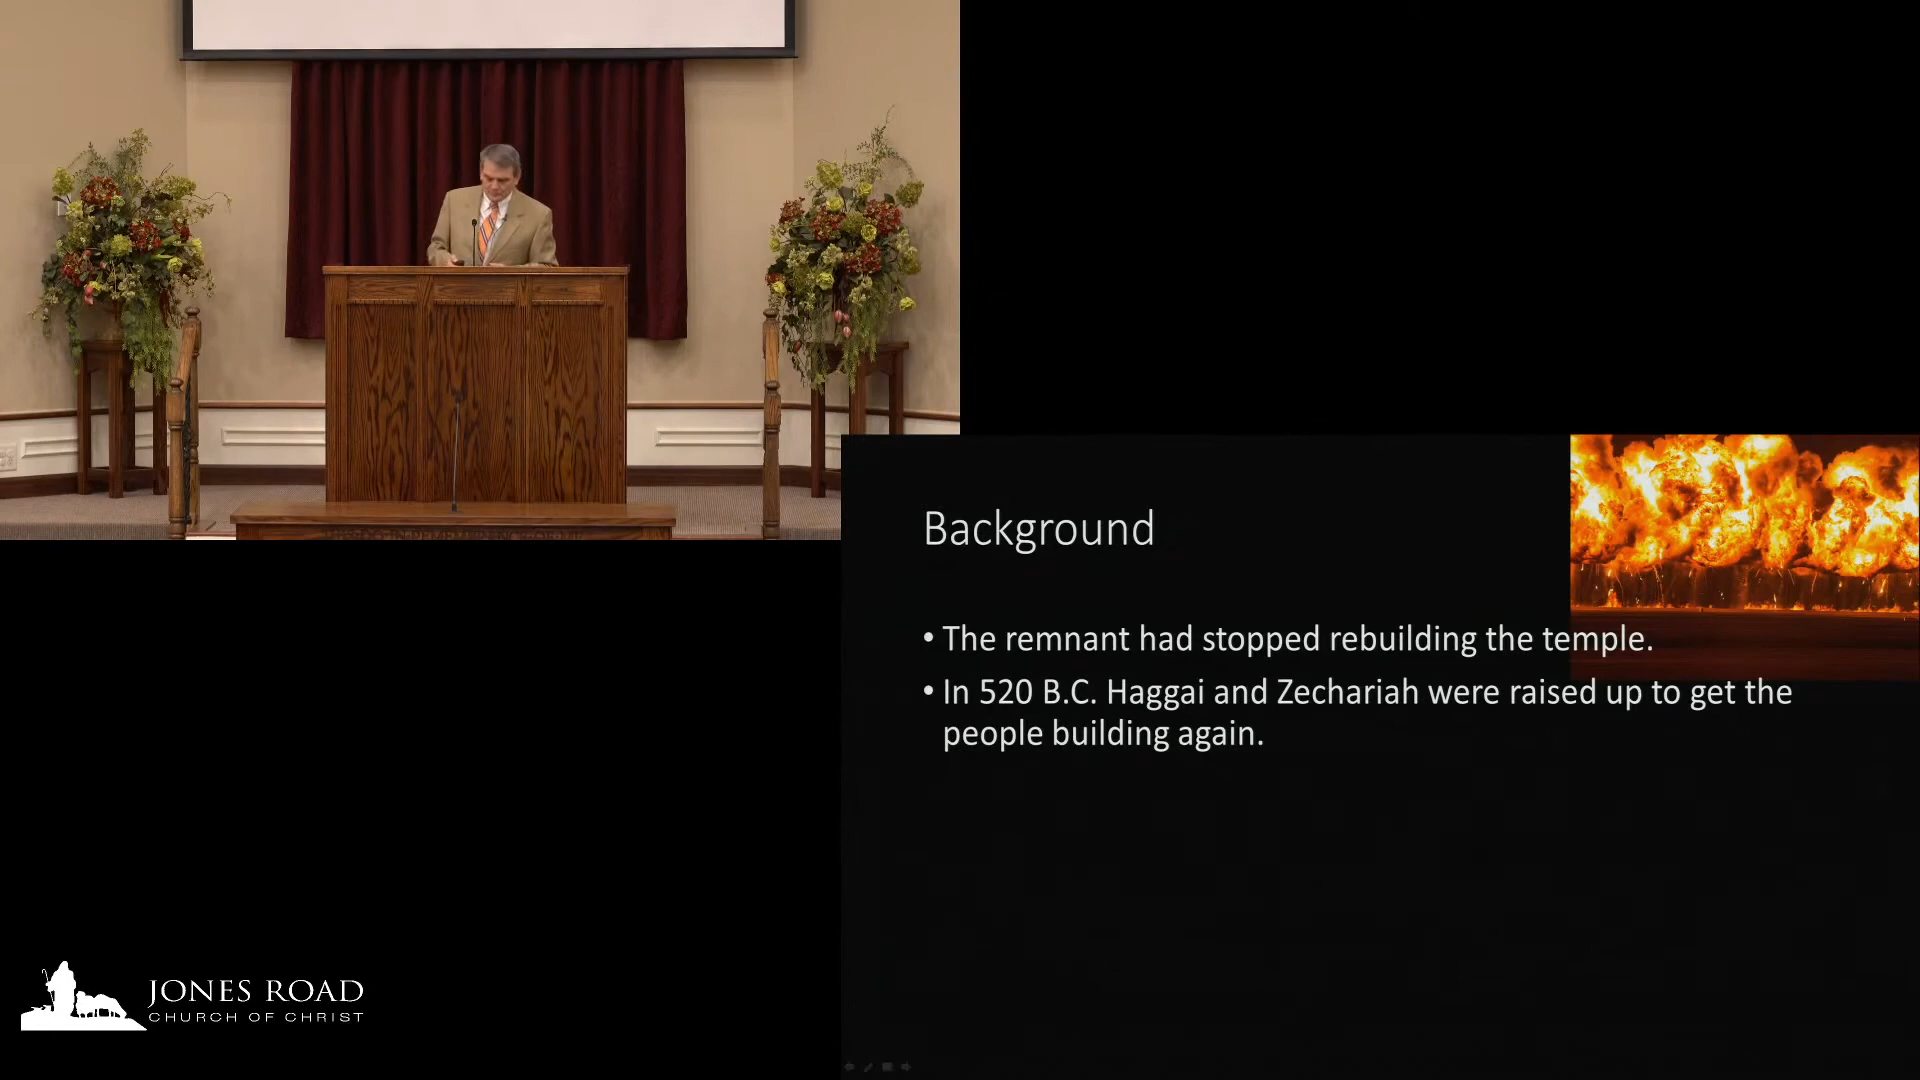 Background
• The remnant had stopped rebuilding the temple.
• In 520 B.C. Haggai and Zechariah were raised up to get the
people building again.
JONES ROAD
CHURCH OF CHRIST